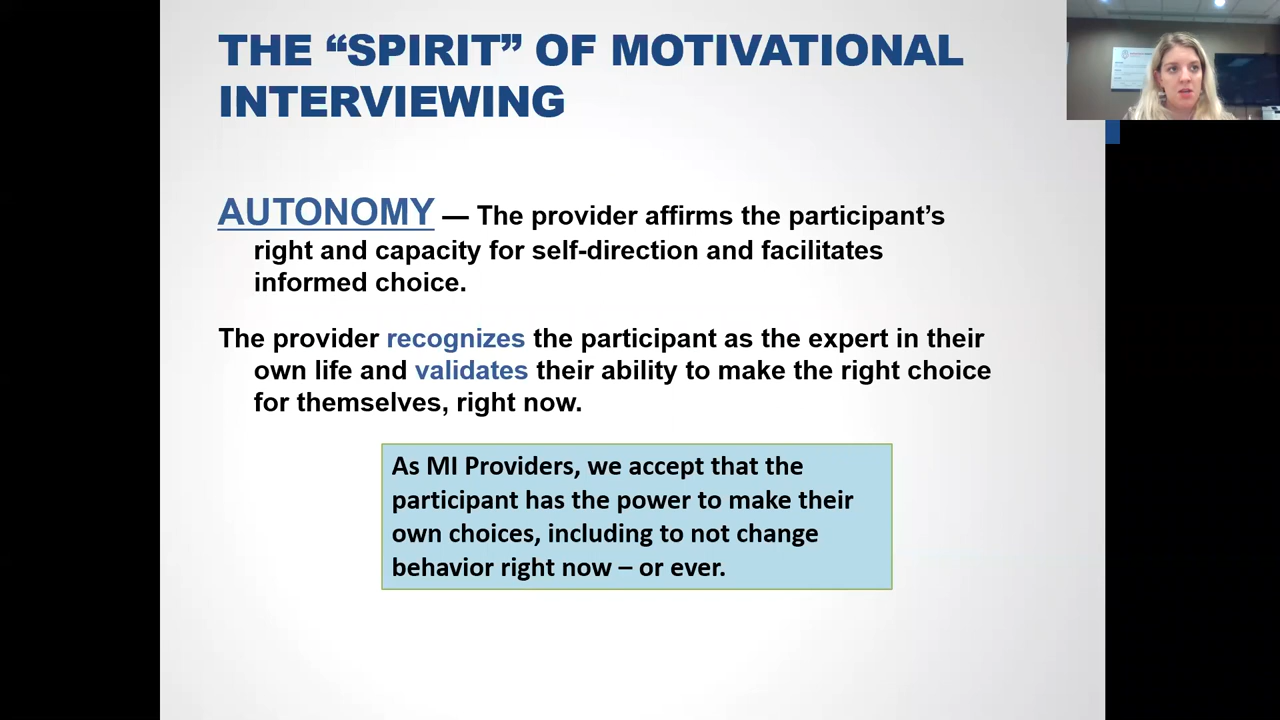 THE “SPIRIT” OF MOTIVATIONAL
INTERVIEWING
AUTONOMY — The provider affirms the participant’s
right and capacity for self-direction and facilitates
informed choice.
The provider recognizes the participant as the expert in their
own life and validates their ability to make the right choice
for themselves, right now.
As MI Providers, we accept that the
participant has the power to make their
own choices, including to not change
behavior right now – or ever.